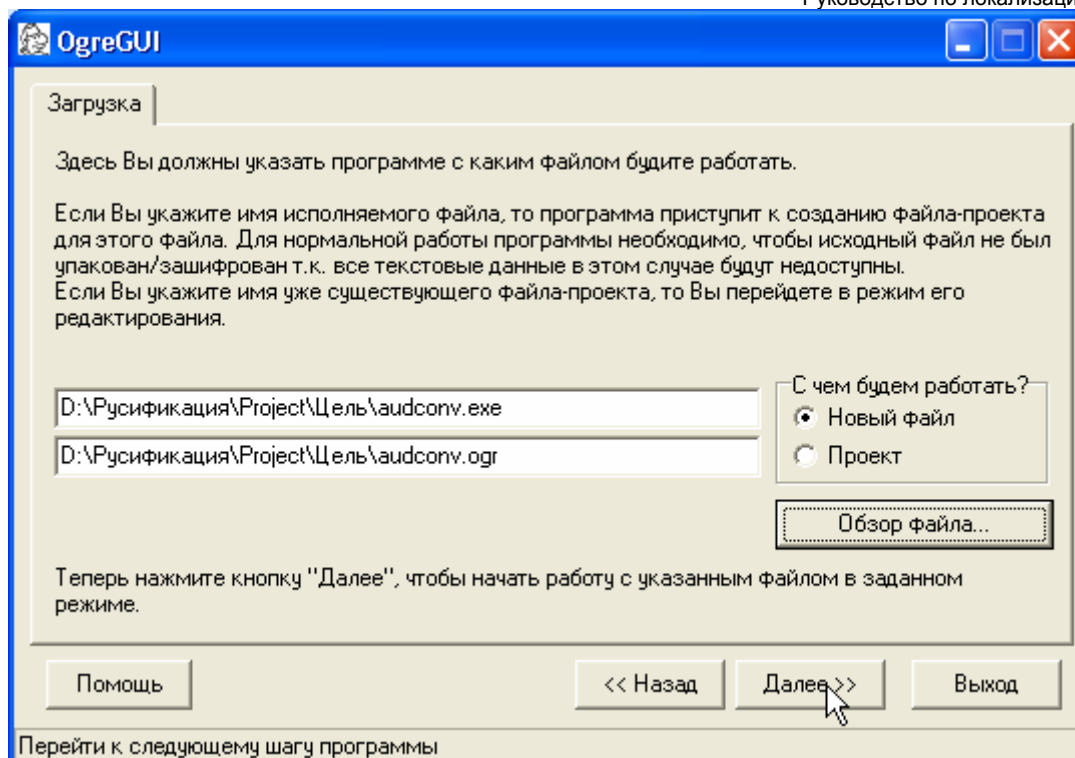 Руководство по локализаци
OgreGUI
Загрузка
Здесь Вы должны указать программе с каким файлом будите работать.
Если Вы укажите имя исполняемого файла, то программа приступит к созданию файла-проекта
для этого файла. Для нормальной работы программы необходимо, чтобы исходный файл не был
упакован/зашифрован т.к. все текстовые данные в этом случае будут недоступны.
Если Вы укажите имя уже существующего файла-проекта, то Вы перейдете в режим его
редактирования.
С чем будем работать?
D:\Русификация\Project\Цель\audconv.exe
Новый файл
D:\Русификация\Project\Цель\audconv.ogr
Проект
Обзор файла...
Теперь нажмите кнопку "Далее", чтобы начать работу с указанным файлом в заданном
режиме.
Помощь
<< Назад
Далее >>
Выход
Перейти к следующему шагу программы